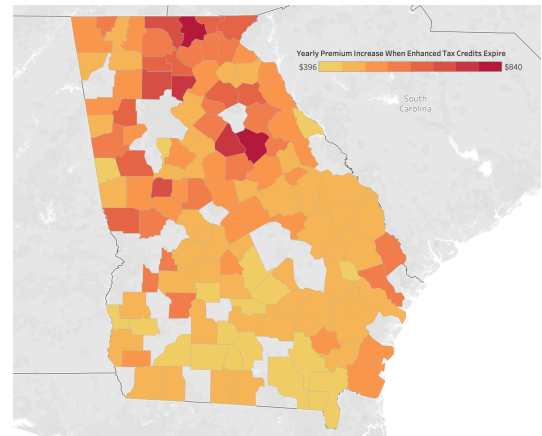 Yearly Premium Increase When Enhanced Tax Credits Expire
$396 $840
South
Carolina